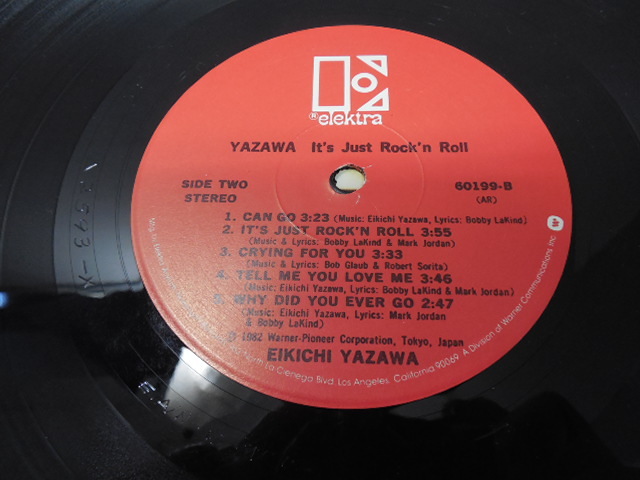 ® elektra
YAZAWA It's Just Rock'n Roll
SIDE TWO
STEREO
60199-B
(AR)
1. CAN GO 3:23 (Music: Eikichi Yazawa, Lyrics: Bobby LaKind)
2. IT'S JUST ROCK'N ROLL 3:55
(Music & Lyrics: Bobby LaKind & Mark Jordan)
3. CRYING FOR YOU 3:33
(Music & Lyrics: Bob Glaub & Robert Sorita)
4. TELL ME YOU LOVE ME 3:46
(Music: Eikichi Yazawa, Lyrics: Bobby LaKind & Mark Jordan)
5. WHY DID YOU EVER GO 2:47
(Music: Eikichi Yazawa, Lyrics: Mark Jordan
& Bobby LaKind)
1982 Warner-Pioneer Corporation, Tokyo, Japan
EIKICHI YAZAWA
La Cienega Blvd. Los Angeles, California 90069 A Division of Warner Communications Inc.